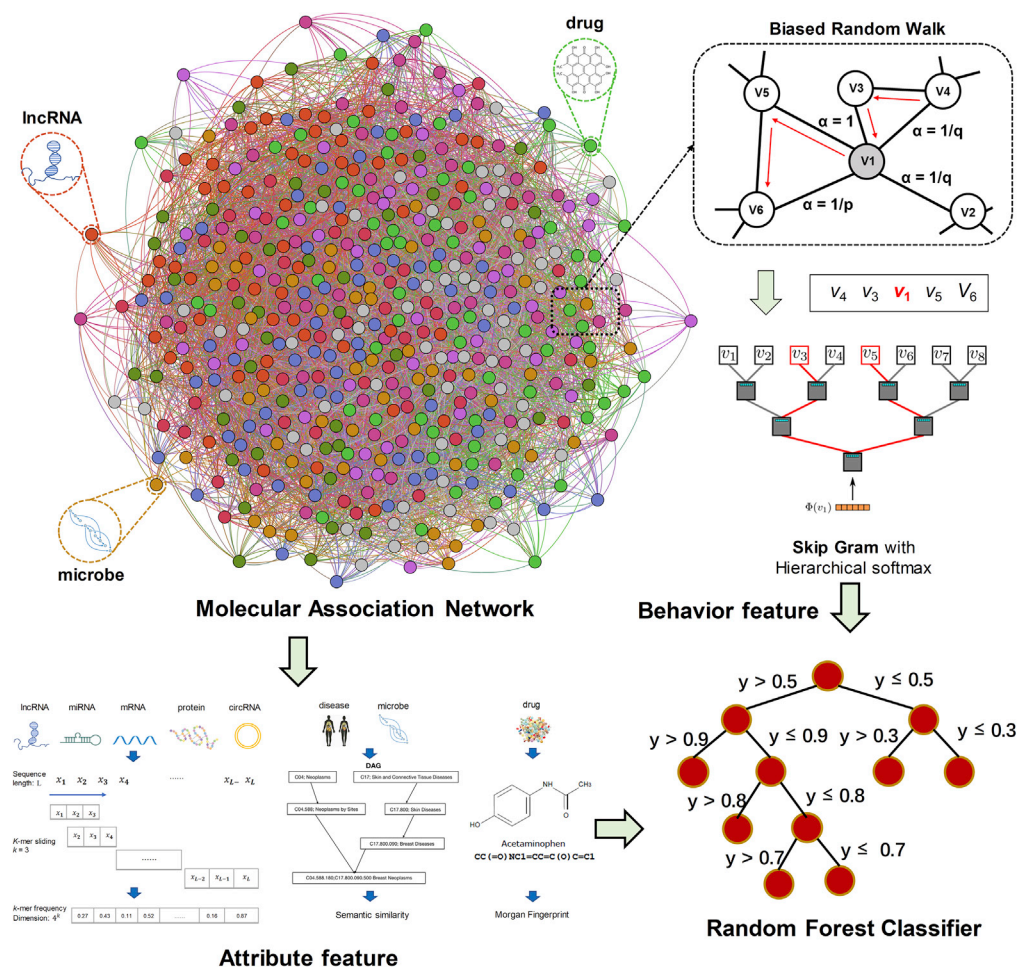 drug
lncRNA
microbe
Molecular Association Network
Biased Random Walk
V5
V3
V4
α = 1
α = 1/q
V1
α = 1/q
V6
α = 1/p
V2
v4 v3 v1 v5 V6
v1 v2 v3 v4 v5 v6 v7 v8
Φ(v1)
Skip Gram with
Hierarchical softmax
Behavior feature
lncRNA miRNA mRNA protein circRNA
Sequence
length: L
x1 x2 x3 x4 ...... xL− xL
x1 x2 x3
K-mer sliding
k = 3
x2 x3 x4
......
xL−2 xL−1 xL
k-mer frequency
Dimension: 4^k
0.27 0.43 0.11 0.52 ...... 0.16 0.87
disease microbe
DAG
C04; Neoplasms
C17; Skin and Connective Tissue Diseases
C04.588; Neoplasms by Sites
C17.800; Skin Diseases
C17.800.090; Breast Diseases
C04.588.180;C17.800.090.500 Breast Neoplasms
Semantic similarity
drug
NH
CH3
O
HO
Acetaminophen
CC(=O)NC1=CC=C(O)C=C1
Morgan Fingerprint
Attribute feature
y > 0.5 y ≤ 0.5
y > 0.9 y ≤ 0.9 y > 0.3 y ≤ 0.3
y > 0.8 y ≤ 0.8
y > 0.7 y ≤ 0.7
Random Forest Classifier